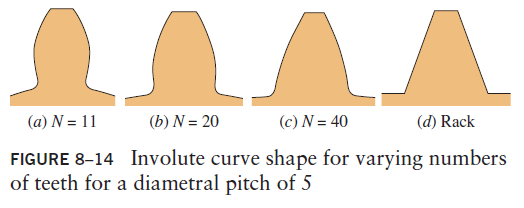 (a) N = 11 (b) N = 20 (c) N = 40 (d) Rack
FIGURE 8–14 Involute curve shape for varying numbers
of teeth for a diametral pitch of 5